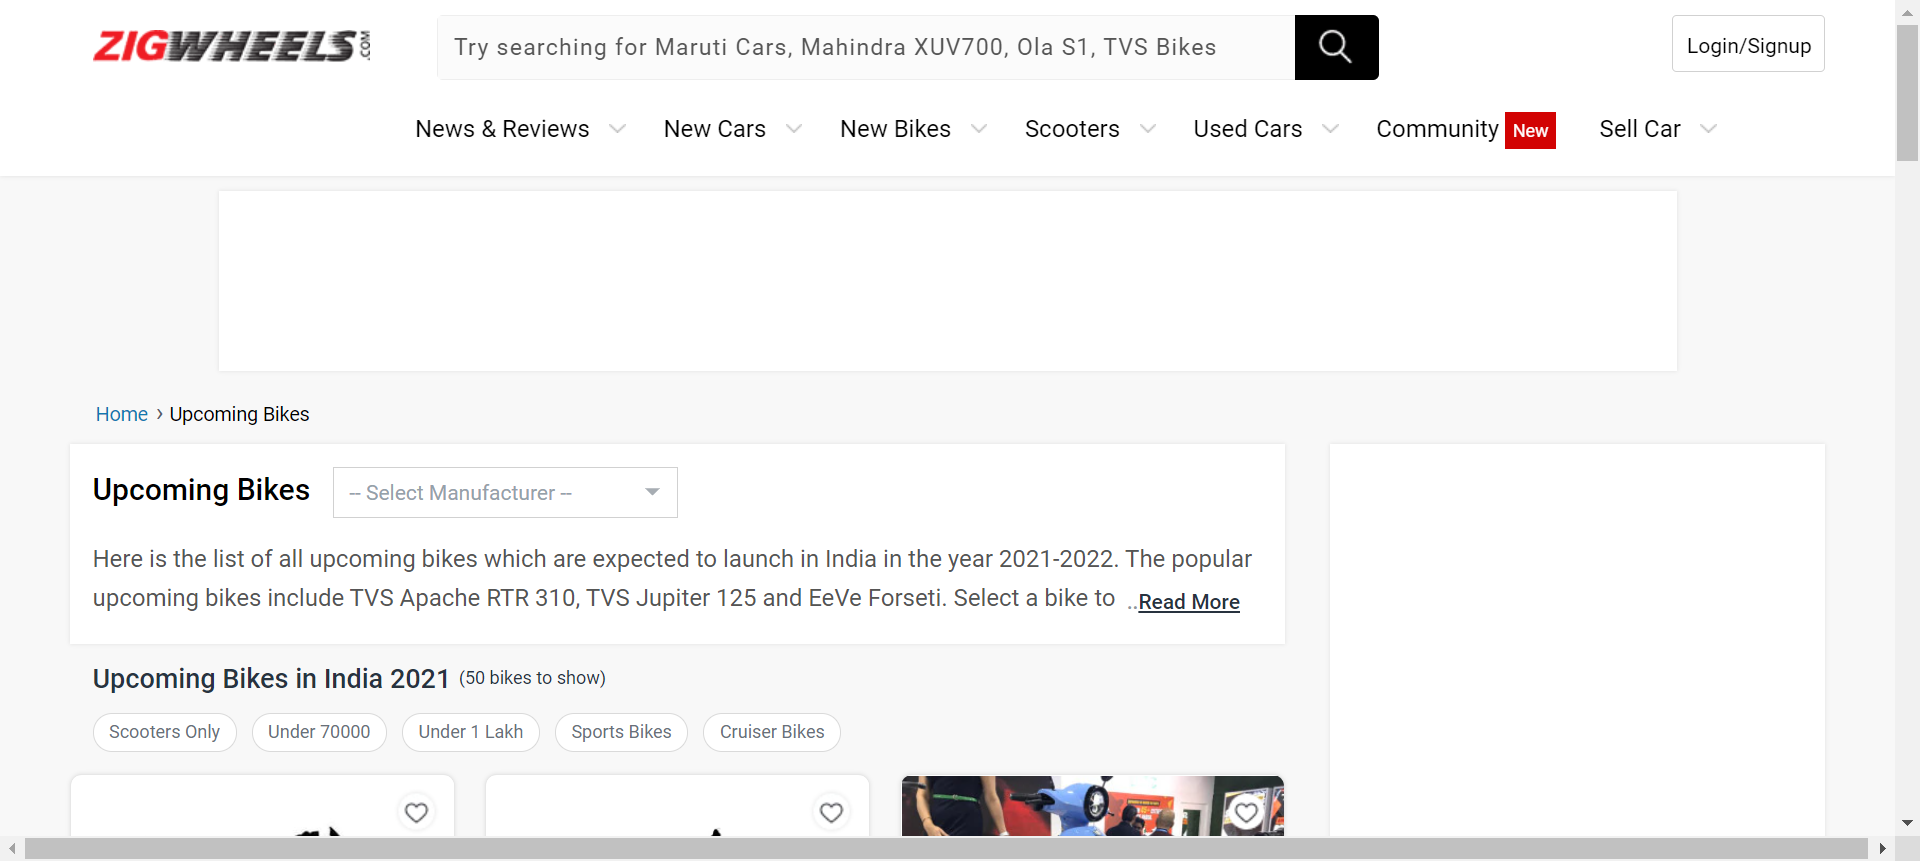 ZIGWHEELS.COM
Try searching for Maruti Cars, Mahindra XUV700, Ola S1, TVS Bikes
Login/Signup
News & Reviews
New Cars
New Bikes
Scooters
Used Cars
Community New
Sell Car
Home › Upcoming Bikes
Upcoming Bikes
-- Select Manufacturer --
Here is the list of all upcoming bikes which are expected to launch in India in the year 2021-2022. The popular
upcoming bikes include TVS Apache RTR 310, TVS Jupiter 125 and EeVe Forseti. Select a bike to ..Read More
Upcoming Bikes in India 2021 (50 bikes to show)
Scooters Only
Under 70000
Under 1 Lakh
Sports Bikes
Cruiser Bikes